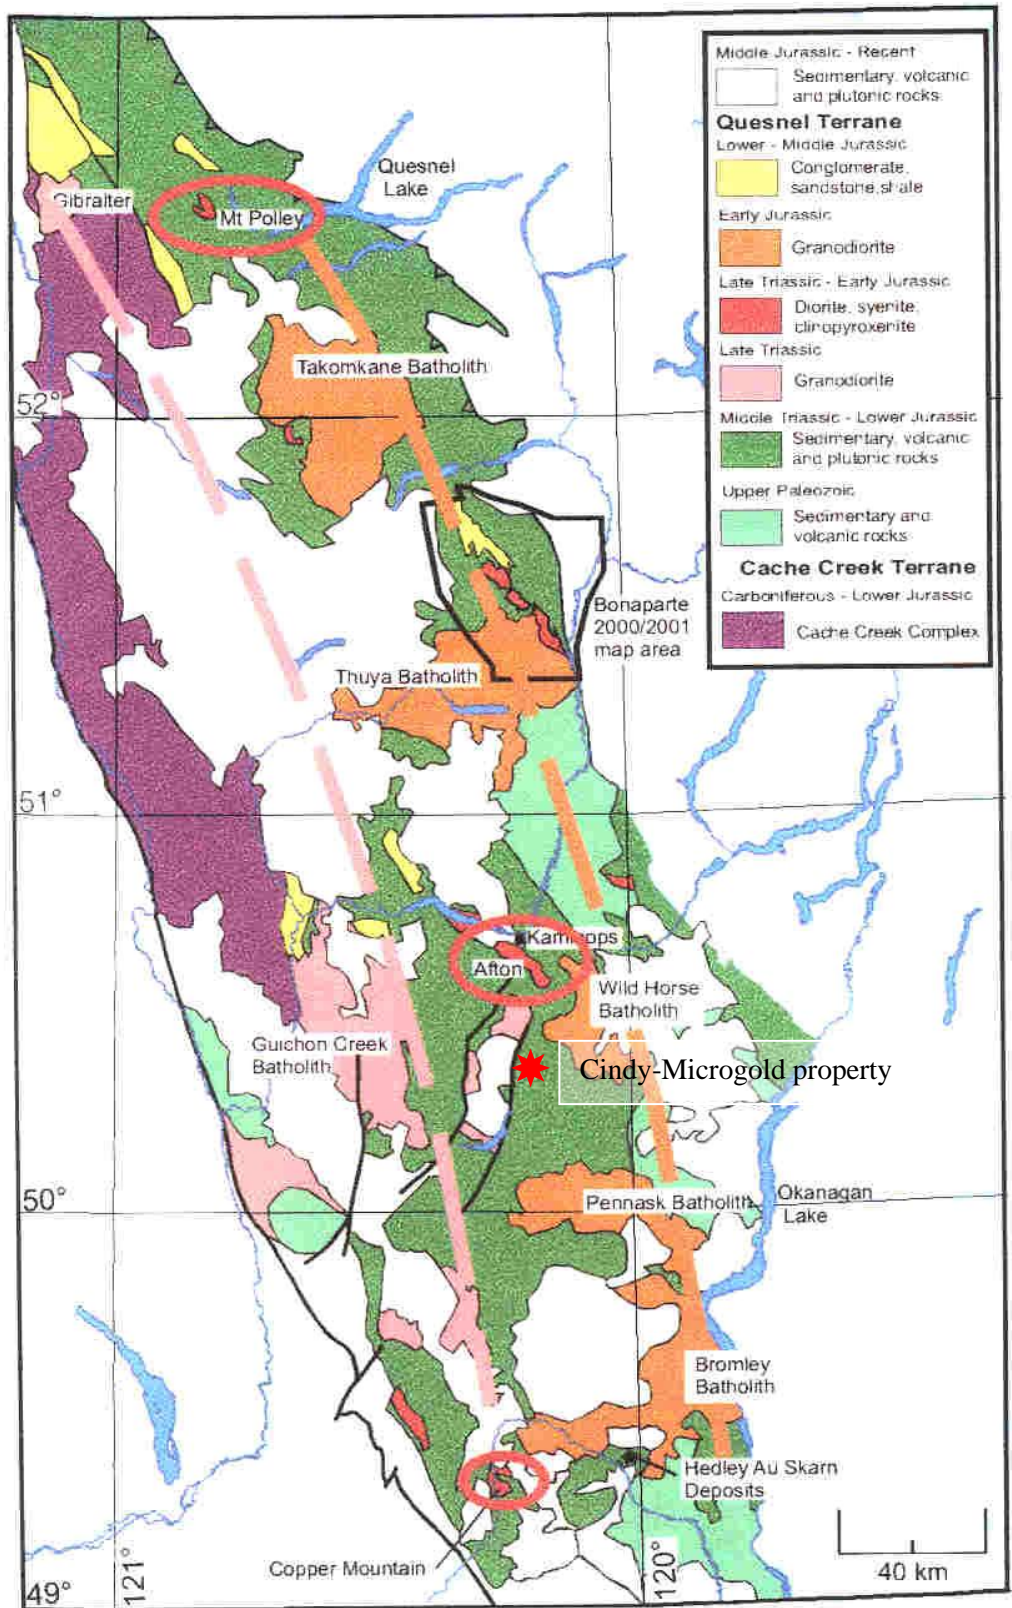 Middle Jurassic - Recent
Sedimentary, volcanic
and plutonic rocks
Quesnel Terrane
Lower - Middle Jurassic
Conglomerate,
sandstone,shale
Early Jurassic
Granodiorite
Late Triassic - Early Jurassic
Diorite, syenite,
clinopyroxenite
Late Triassic
Granodiorite
Middle Triassic - Lower Jurassic
Sedimentary, volcanic
and plutonic rocks
Upper Paleozoic
Sedimentary and
volcanic rocks
Cache Creek Terrane
Carboniferous - Lower Jurassic
Cache Creek Complex
Quesnel
Lake
Gibralter
Mt Polley
Takomkane Batholith
52°
Bonaparte
2000/2001
map area
Thuya Batholith
51°
Kamloops
Afton
Wild Horse
Batholith
Guichon Creek
Batholith
Cindy-Microgold property
50°
Pennask Batholith
Okanagan
Lake
Bromley
Batholith
Hedley Au Skarn
Deposits
Copper Mountain
40 km
49°
121°
120°